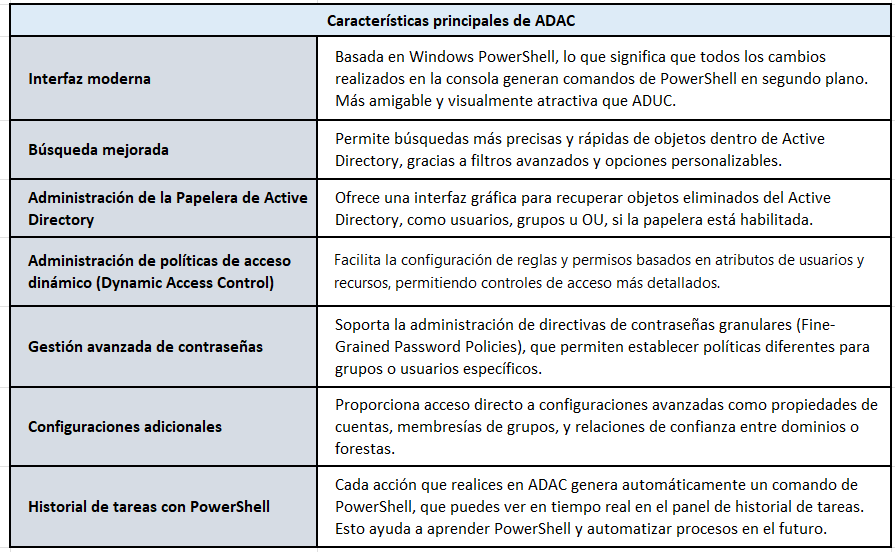 Características principales de ADAC
Interfaz moderna
Basada en Windows PowerShell, lo que significa que todos los cambios
realizados en la consola generan comandos de PowerShell en segundo plano.
Más amigable y visualmente atractiva que ADUC.
Búsqueda mejorada
Permite búsquedas más precisas y rápidas de objetos dentro de Active
Directory, gracias a filtros avanzados y opciones personalizables.
Administración de la Papelera de Active
Directory
Ofrece una interfaz gráfica para recuperar objetos eliminados del Active
Directory, como usuarios, grupos u OU, si la papelera está habilitada.
Administración de políticas de acceso
dinámico (Dynamic Access Control)
Facilita la configuración de reglas y permisos basados en atributos de usuarios y
recursos, permitiendo controles de acceso más detallados.
Gestión avanzada de contraseñas
Soporta la administración de directivas de contraseñas granulares (Fine-
Grained Password Policies), que permiten establecer políticas diferentes para
grupos o usuarios específicos.
Configuraciones adicionales
Proporciona acceso directo a configuraciones avanzadas como propiedades de
cuentas, membresías de grupos, y relaciones de confianza entre dominios o
forestas.
Historial de tareas con PowerShell
Cada acción que realices en ADAC genera automáticamente un comando de
PowerShell, que puedes ver en tiempo real en el panel de historial de tareas.
Esto ayuda a aprender PowerShell y automatizar procesos en el futuro.